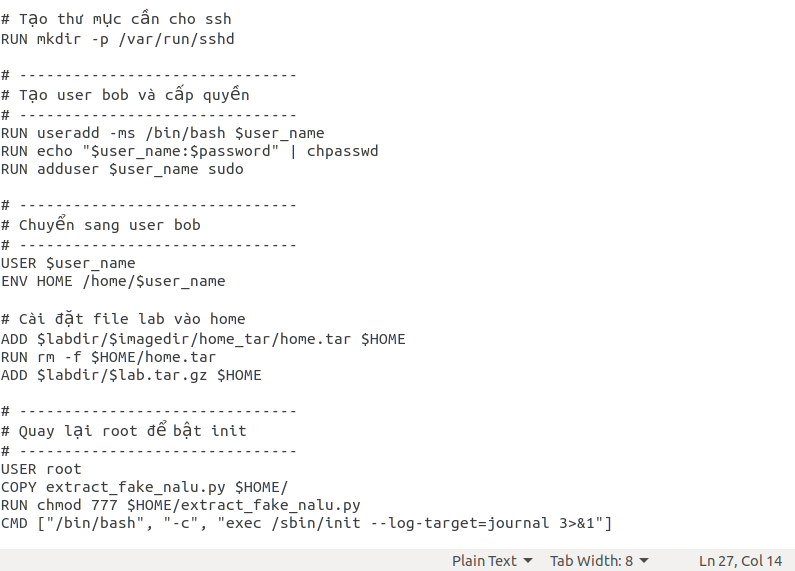 # Tạo thư mục cần cho ssh
RUN mkdir -p /var/run/sshd
# -------------------------------
# Tạo user bob và cấp quyền
# -------------------------------
RUN useradd -ms /bin/bash $user_name
RUN echo "$user_name:$password" | chpasswd
RUN adduser $user_name sudo
# -------------------------------
# Chuyển sang user bob
# -------------------------------
USER $user_name
ENV HOME /home/$user_name
# Cài đặt file lab vào home
ADD $labdir/$imagedir/home_tar/home.tar $HOME
RUN rm -f $HOME/home.tar
ADD $labdir/$lab.tar.gz $HOME
# -------------------------------
# Quay lại root để bật init
# -------------------------------
USER root
COPY extract_fake_nalu.py $HOME/
RUN chmod 777 $HOME/extract_fake_nalu.py
CMD ["/bin/bash", "-c", "exec /sbin/init --log-target=journal 3>&1"]
Plain Text Tab Width: 8 Ln 27, Col 14